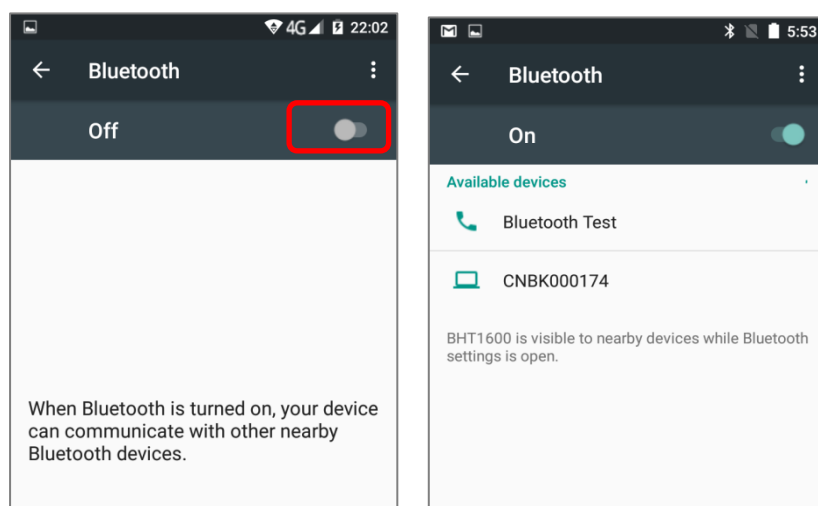 4G 22:02
Bluetooth
Off
When Bluetooth is turned on, your device
can communicate with other nearby
Bluetooth devices.
5:53
Bluetooth
On
Available devices
Bluetooth Test
CNBK000174
BHT1600 is visible to nearby devices while Bluetooth
settings is open.